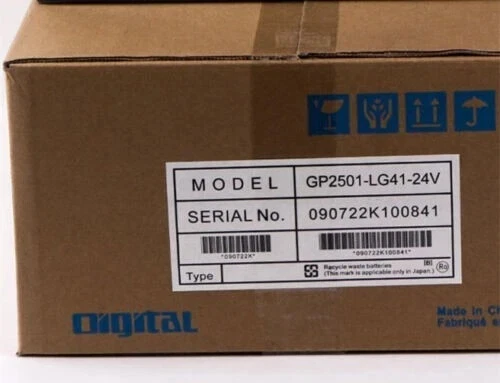 MODEL GP2501-LG41-24V
SERIAL No. 090722K100841
*090722K* *090722K100841*
Type Recycle waste batteries
(This mark is applicable only in Japan.)
Digital
Made in
Fabriqué